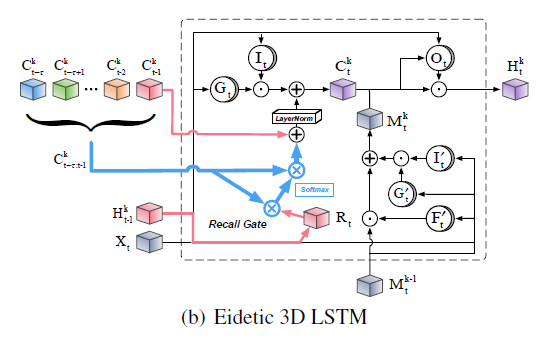 C^k_{t-τ} C^k_{t-τ+1} ... C^k_{t-2} C^k_{t-1}
I_t
C^k_t
O_t
H^k_t
G_t
LayerNorm
M^k_t
C^k_{t-τ:t-1}
I'_t
G'_t
Softmax
H^k_{t-1}
Recall Gate
R_t
F'_t
X_t
M^{k-1}_t
(b) Eidetic 3D LSTM